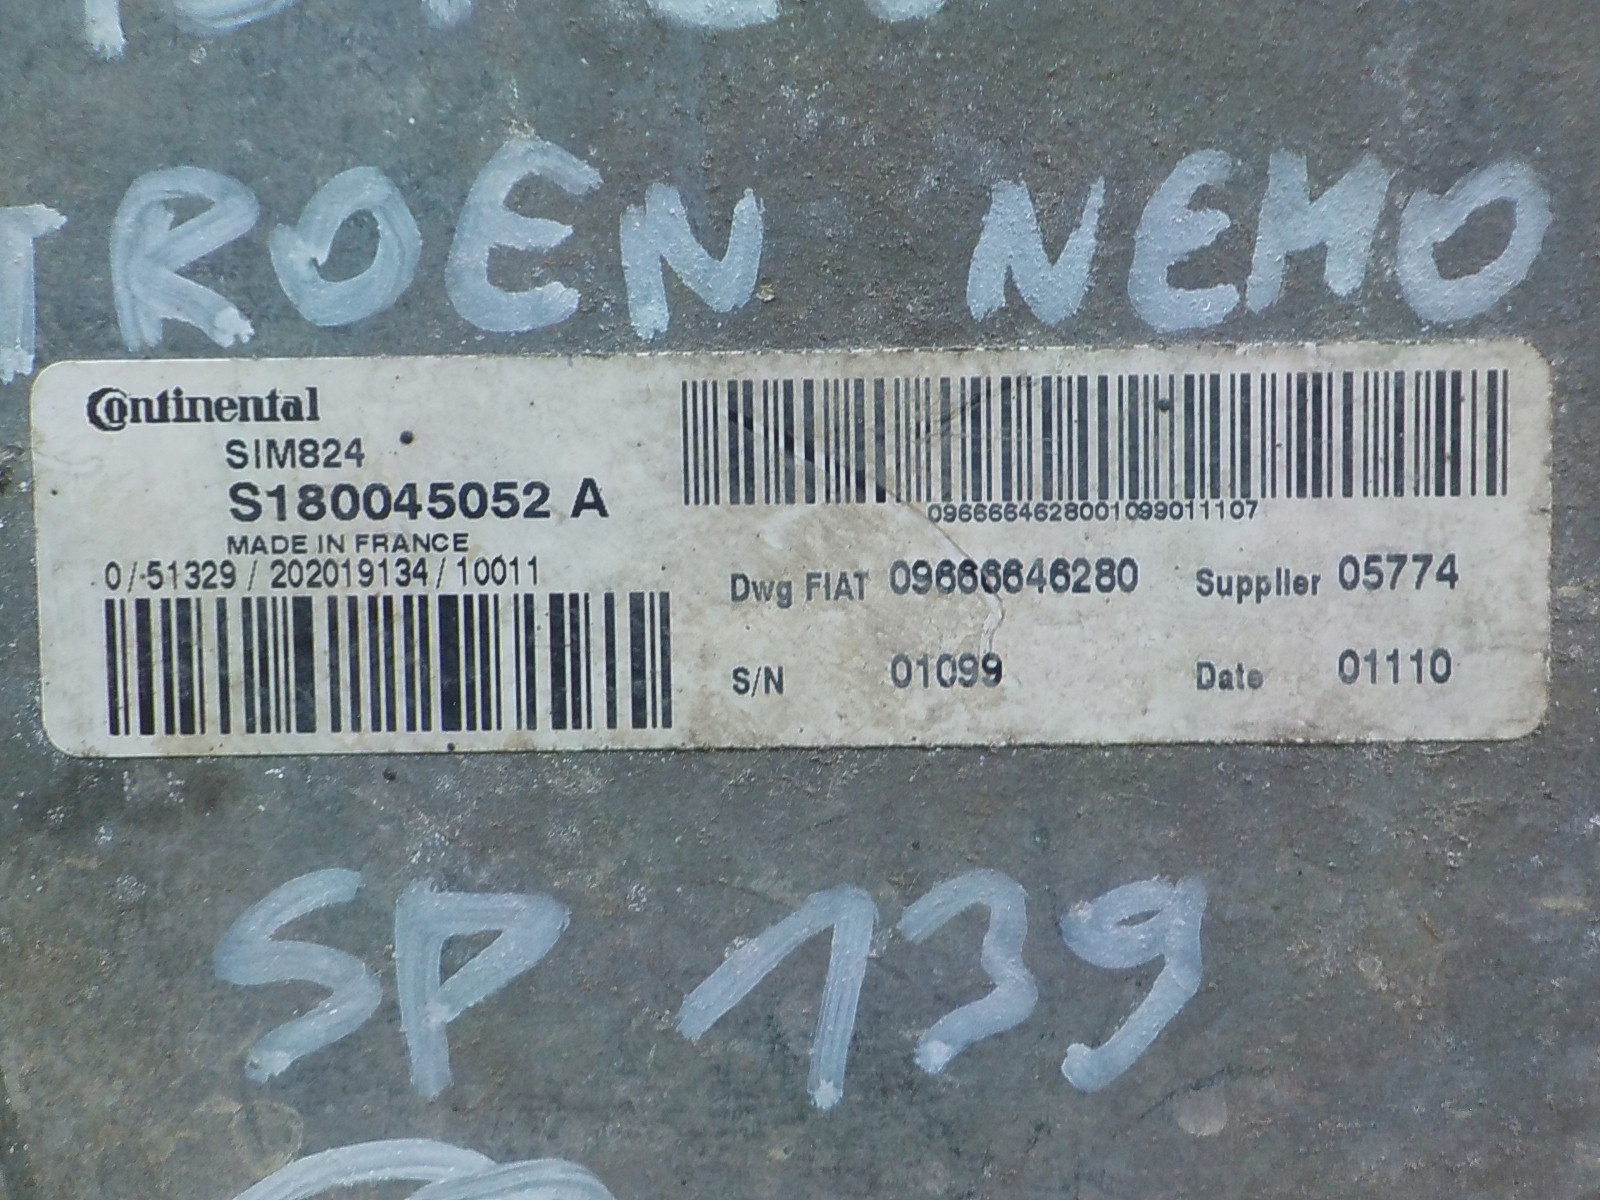 TROEN NEMO
Continental
SIM824
S180045052 A
MADE IN FRANCE
0/-51329 / 202019134 / 10011
0966664628001099011107
Dwg FIAT 09666646280 Supplier 05774
S/N 01099 Date 01110
SP 139